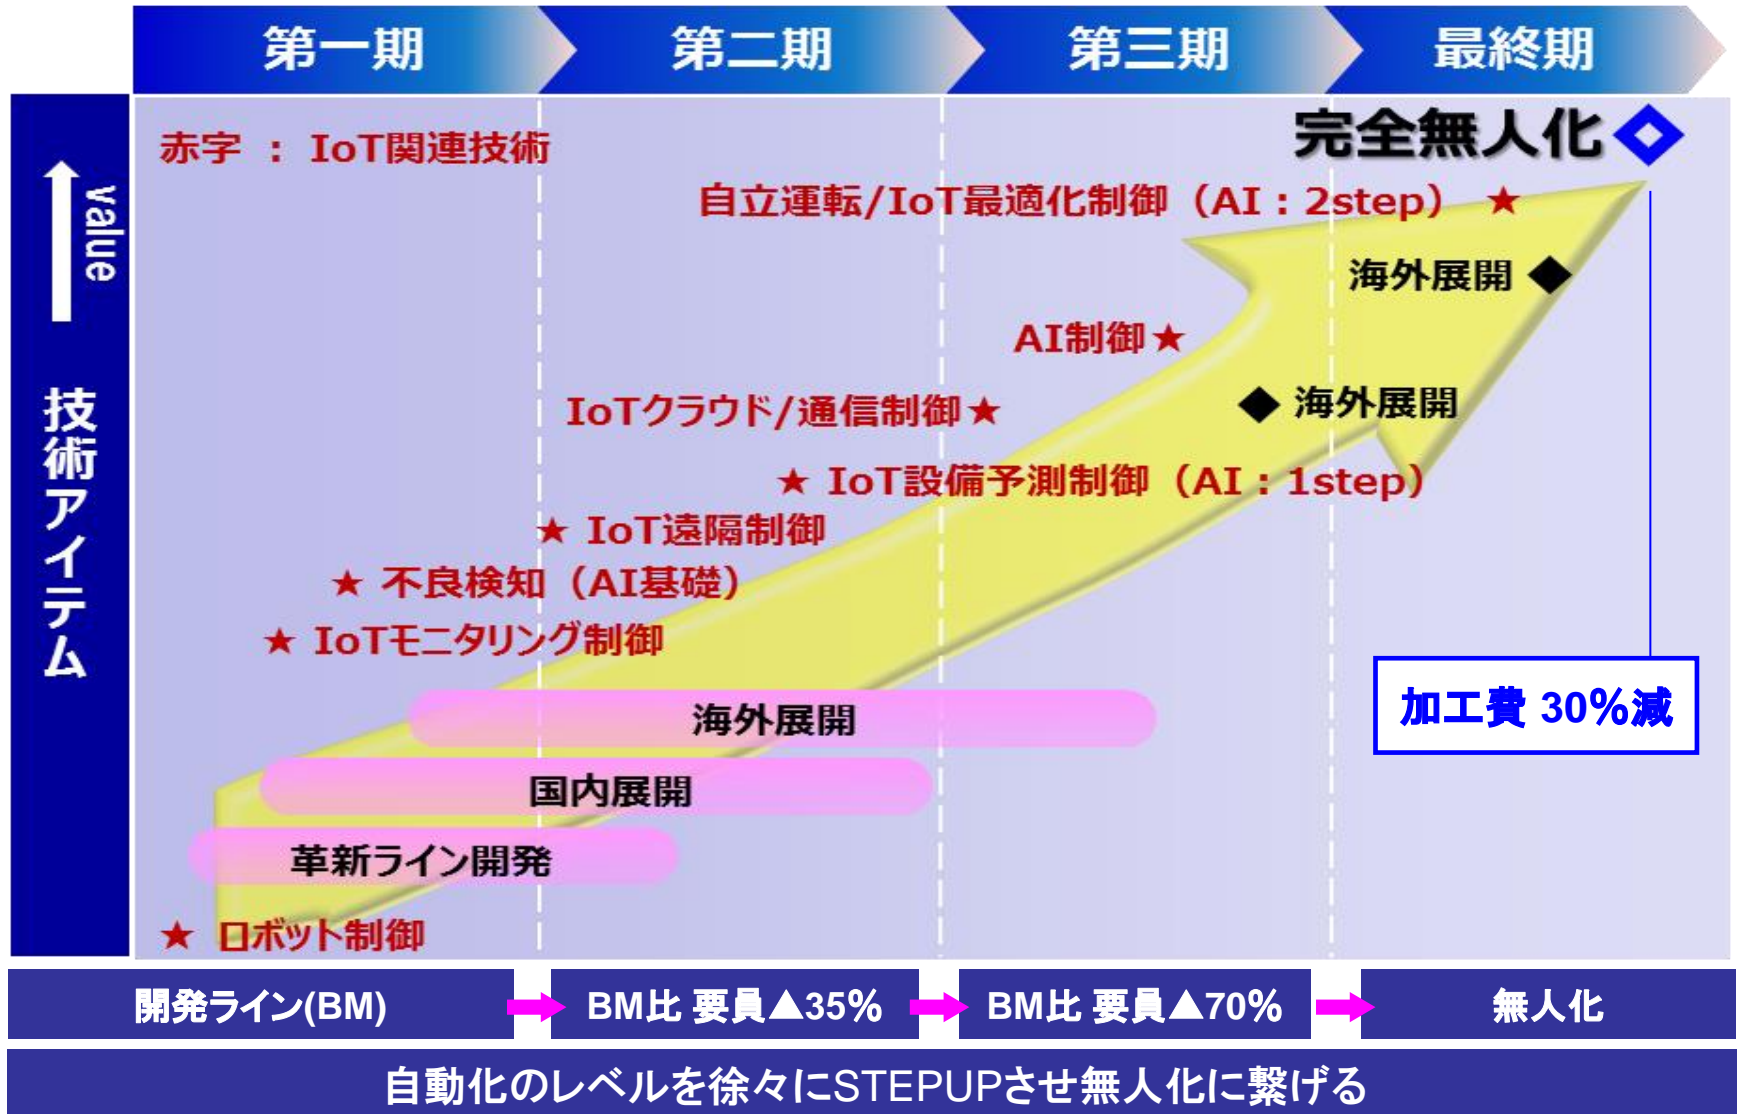 第一期
第二期
第三期
最終期
value
技術アイテム
赤字 : IoT関連技術
完全無人化
自立運転/IoT最適化制御（AI：2step） ★
海外展開 ◆
AI制御★
◆ 海外展開
IoTクラウド/通信制御★
★ IoT設備予測制御（AI：1step）
★ IoT遠隔制御
★ 不良検知（AI基礎）
★ IoTモニタリング制御
加工費 30%減
海外展開
国内展開
革新ライン開発
★ ロボット制御
開発ライン(BM)
BM比 要員▲35%
BM比 要員▲70%
無人化
自動化のレベルを徐々にSTEPUPさせ無人化に繋げる